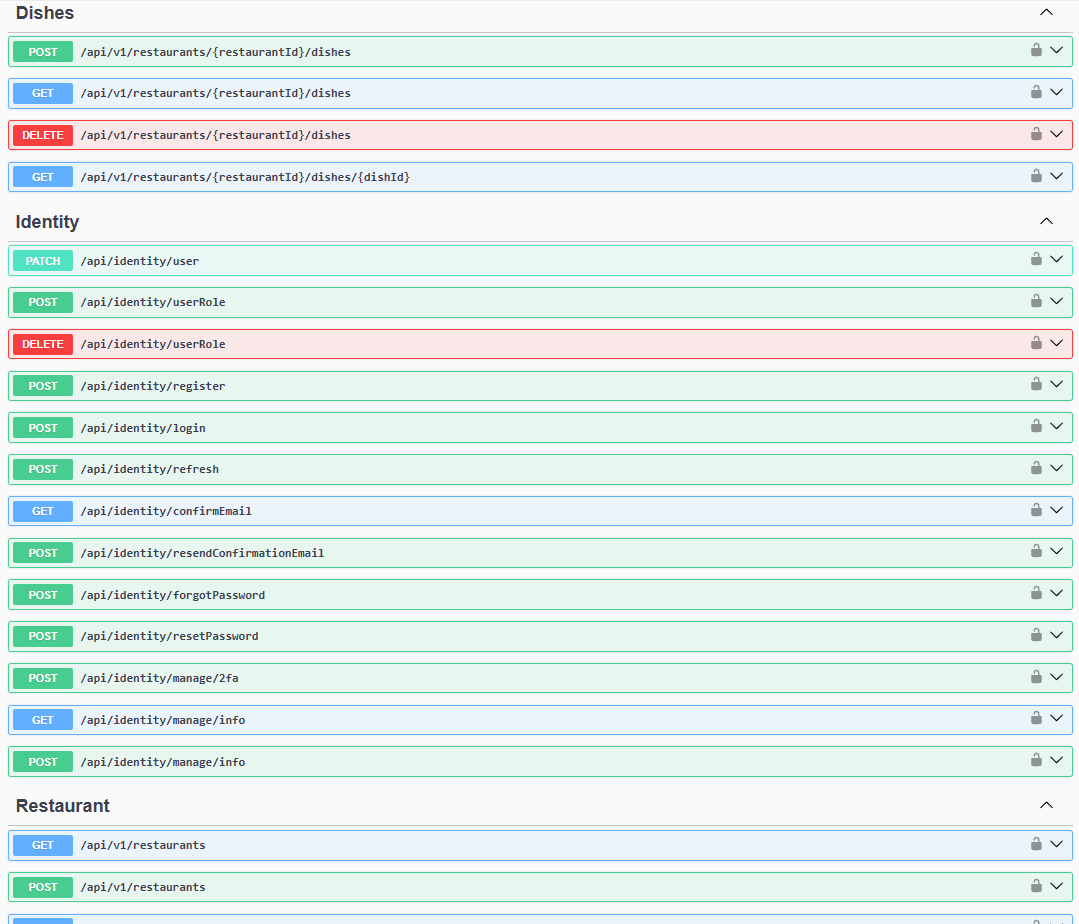 Dishes
POST /api/v1/restaurants/{restaurantId}/dishes
GET /api/v1/restaurants/{restaurantId}/dishes
DELETE /api/v1/restaurants/{restaurantId}/dishes
GET /api/v1/restaurants/{restaurantId}/dishes/{dishId}
Identity
PATCH /api/identity/user
POST /api/identity/userRole
DELETE /api/identity/userRole
POST /api/identity/register
POST /api/identity/login
POST /api/identity/refresh
GET /api/identity/confirmEmail
POST /api/identity/resendConfirmationEmail
POST /api/identity/forgotPassword
POST /api/identity/resetPassword
POST /api/identity/manage/2fa
GET /api/identity/manage/info
POST /api/identity/manage/info
Restaurant
GET /api/v1/restaurants
POST /api/v1/restaurants